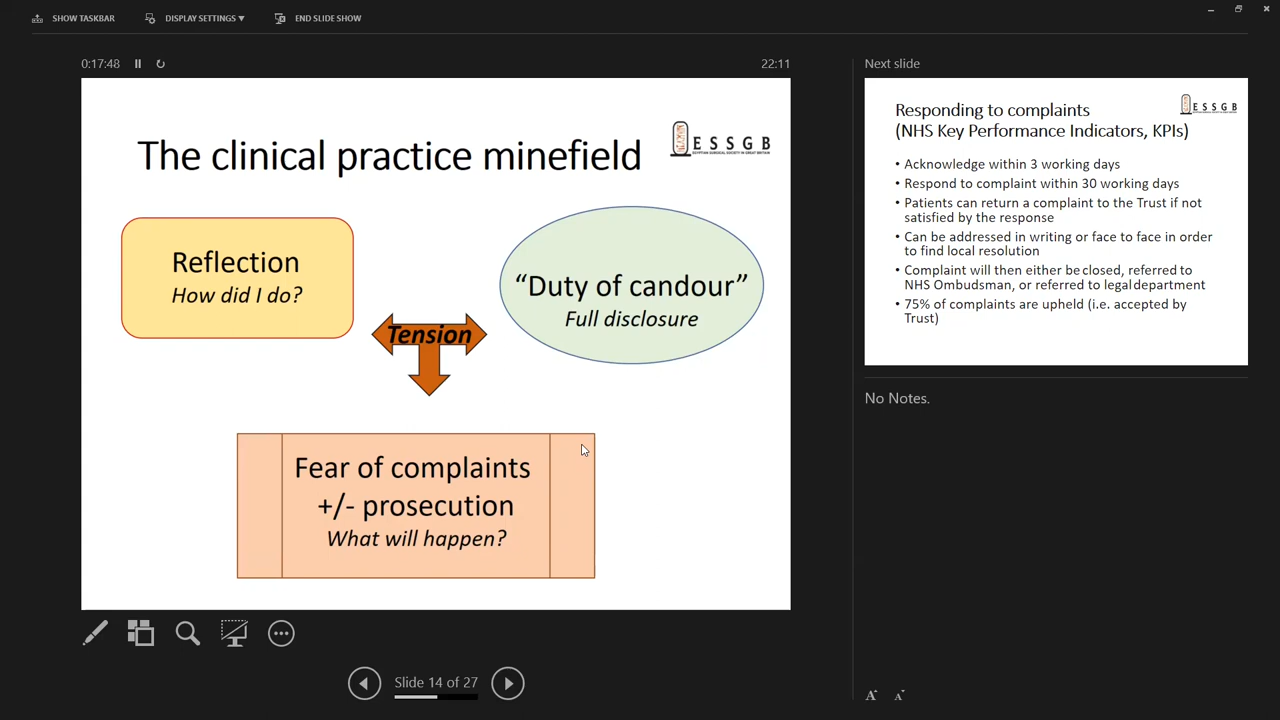 SHOW TASKBAR
DISPLAY SETTINGS
END SLIDE SHOW
0:17:48
22:11
The clinical practice minefield
ESSGB
EGYPTIAN SURGICAL SOCIETY IN GREAT BRITAIN
Reflection
How did I do?
“Duty of candour”
Full disclosure
Tension
Fear of complaints
+/- prosecution
What will happen?
Slide 14 of 27
Next slide
Responding to complaints
(NHS Key Performance Indicators, KPIs)
ESSGB
• Acknowledge within 3 working days
• Respond to complaint within 30 working days
• Patients can return a complaint to the Trust if not
satisfied by the response
• Can be addressed in writing or face to face in order
to find local resolution
• Complaint will then either be closed, referred to
NHS Ombudsman, or referred to legal department
• 75% of complaints are upheld (i.e. accepted by
Trust)
No Notes.
A A